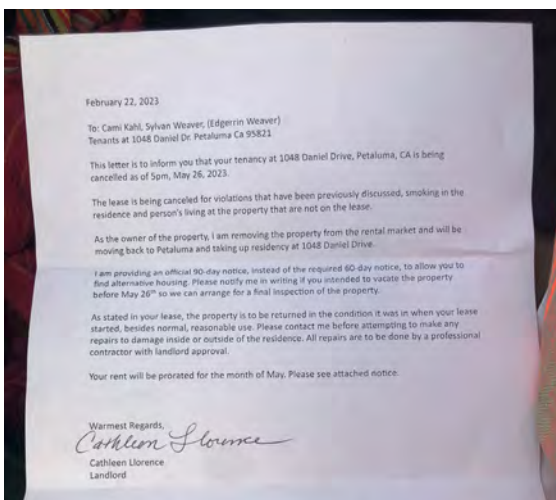 February 22, 2023
To: Cami Kahl, Sylvan Weaver, (Edgerrin Weaver)
Tenants at 1048 Daniel Dr. Petaluma Ca 95821
This letter is to inform you that your tenancy at 1048 Daniel Drive, Petaluma, CA is being
cancelled as of 5pm, May 26, 2023.
The lease is being canceled for violations that have been previously discussed, smoking in the
residence and person's living at the property that are not on the lease.
As the owner of the property, I am removing the property from the rental market and will be
moving back to Petaluma and taking up residency at 1048 Daniel Drive.
I am providing an official 90-day notice, instead of the required 60-day notice, to allow you to
find alternative housing. Please notify me in writing if you intended to vacate the property
before May 26th so we can arrange for a final inspection of the property.
As stated in your lease, the property is to be returned in the condition it was in when your lease
started, besides normal, reasonable use. Please contact me before attempting to make any
repairs to damage inside or outside of the residence. All repairs are to be done by a professional
contractor with landlord approval.
Your rent will be prorated for the month of May. Please see attached notice.
Warmest Regards,
Cathleen Llorence
Cathleen Llorence
Landlord